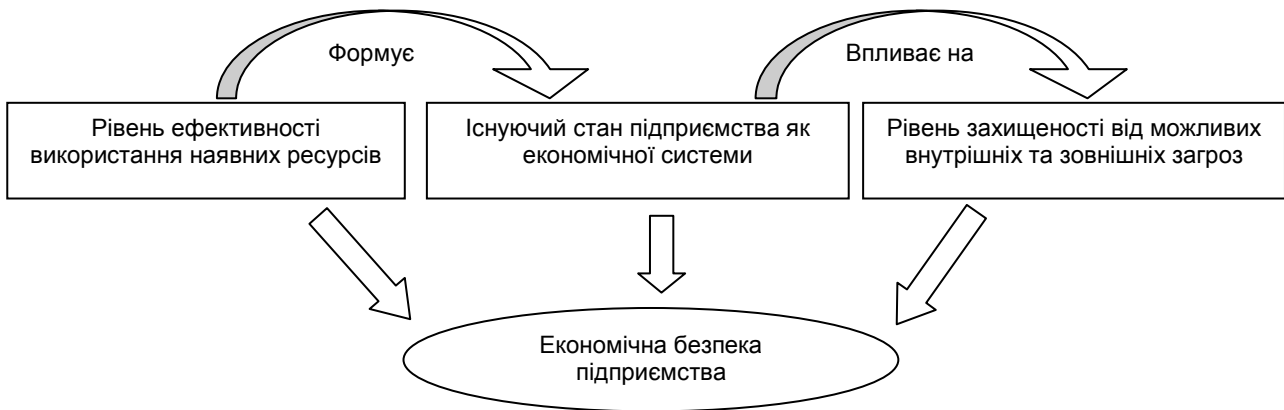 Формує
Впливає на
Рівень ефективності
використання наявних ресурсів
Існуючий стан підприємства як
економічної системи
Рівень захищеності від можливих
внутрішніх та зовнішніх загроз
Економічна безпека
підприємства